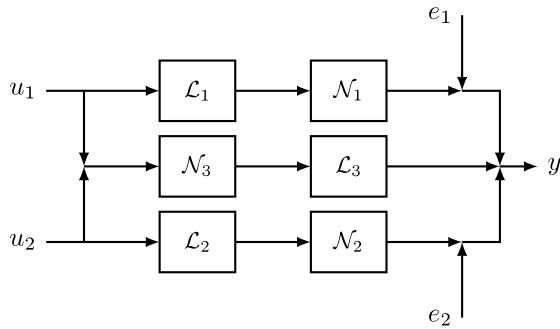 e₁
u₁ ℒ₁ 𝒩₁
𝒩₃ ℒ₃ y
u₂ ℒ₂ 𝒩₂
e₂